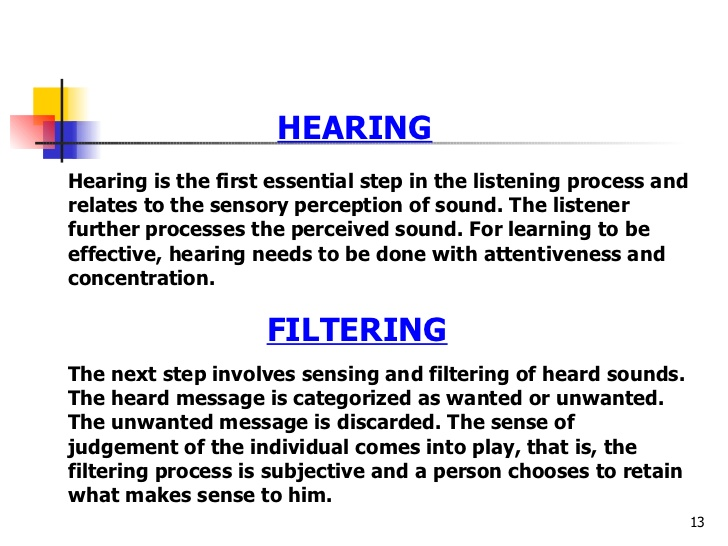 HEARING
Hearing is the first essential step in the listening process and
relates to the sensory perception of sound. The listener
further processes the perceived sound. For learning to be
effective, hearing needs to be done with attentiveness and
concentration.
FILTERING
The next step involves sensing and filtering of heard sounds.
The heard message is categorized as wanted or unwanted.
The unwanted message is discarded. The sense of
judgement of the individual comes into play, that is, the
filtering process is subjective and a person chooses to retain
what makes sense to him.
13